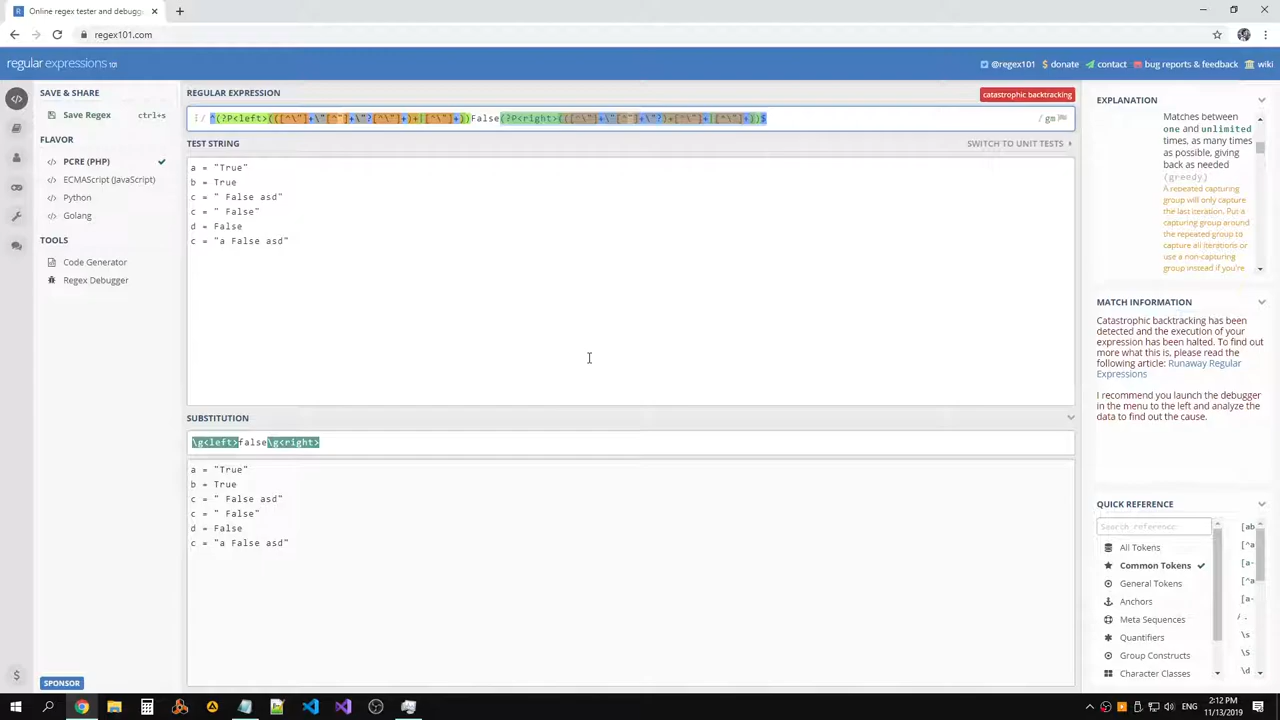 Online regex tester and debugg
regex101.com
regular expressions 101
@regex101 $ donate contact bug reports & feedback wiki
SAVE & SHARE
Save Regex ctrl+s
FLAVOR
PCRE (PHP)
ECMAScript (JavaScript)
Python
Golang
TOOLS
Code Generator
Regex Debugger
SPONSOR
REGULAR EXPRESSION
catastrophic backtracking
/ gm
TEST STRING
SWITCH TO UNIT TESTS
a = "True"
b = True
c = " False asd"
c = " False"
d = False
c = "a False asd"
SUBSTITUTION
\g<left>false\g<right>
a = "True"
b = True
c = " False asd"
c = " False"
d = False
c = "a False asd"
EXPLANATION
Matches between
one and unlimited
times, as many times
as possible, giving
back as needed
(greedy)
A repeated capturing
group will only capture
the last iteration. Put a
capturing group around
the repeated group to
capture all iterations or
use a non-capturing
group instead if you're
MATCH INFORMATION
Catastrophic backtracking has been
detected and the execution of your
expression has been halted. To find out
more what this is, please read the
following article: Runaway Regular
Expressions
I recommend you launch the debugger
in the menu to the left and analyze the
data to find out the cause.
QUICK REFERENCE
Search reference
All Tokens
Common Tokens
General Tokens
Anchors
Meta Sequences
Quantifiers
Group Constructs
Character Classes
[ab
[^a
[a-
[^a
[a-
/ .
\s
\S
\d
ENG
2:12 PM
11/13/2019